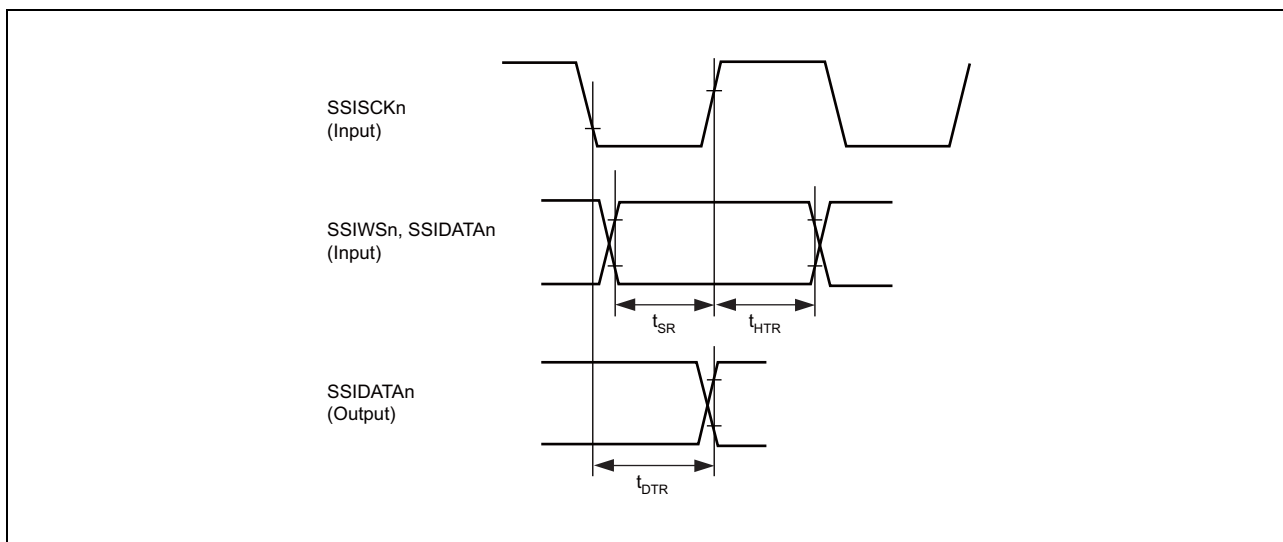 SSISCKn
(Input)
SSIWSn, SSIDATAn
(Input)
tSR
tHTR
SSIDATAn
(Output)
tDTR